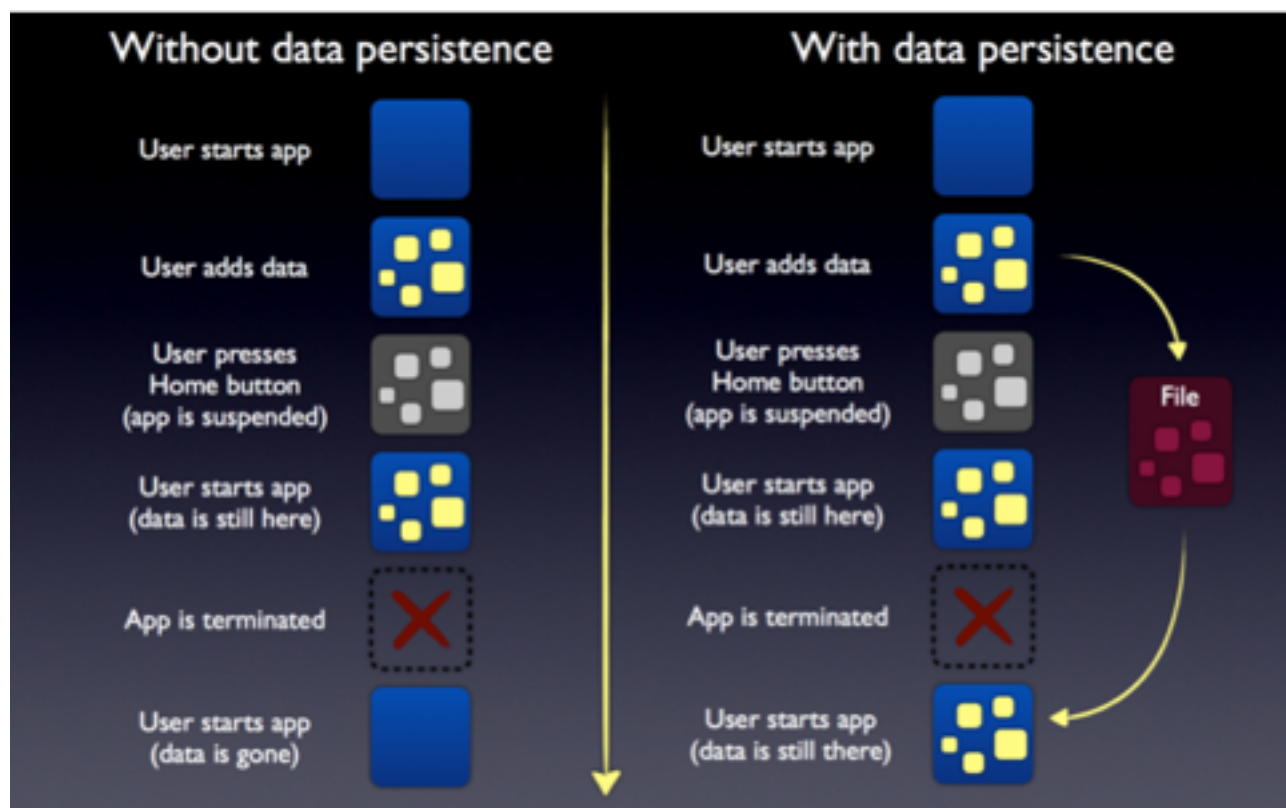 Without data persistence
User starts app
User adds data
User presses
Home button
(app is suspended)
User starts app
(data is still here)
App is terminated
User starts app
(data is gone)
With data persistence
User starts app
User adds data
User presses
Home button
(app is suspended)
User starts app
(data is still here)
App is terminated
User starts app
(data is still there)
File